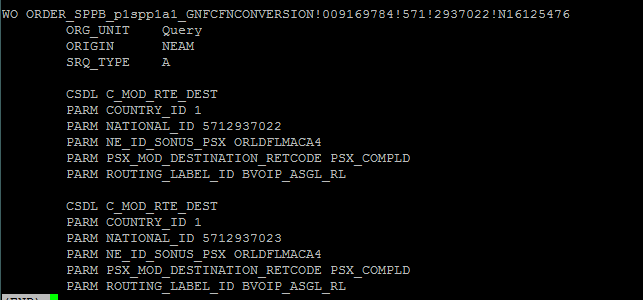 WO ORDER_SPPB_p1spp1a1_GNFCFNCONVERSION!009169784!571!2937022!N16125476
ORG_UNIT Query
ORIGIN NEAM
SRQ_TYPE A
CSDL C_MOD_RTE_DEST
PARM COUNTRY_ID 1
PARM NATIONAL_ID 5712937022
PARM NE_ID_SONUS_PSX ORLDFLMACA4
PARM PSX_MOD_DESTINATION_RETCODE PSX_COMPLD
PARM ROUTING_LABEL_ID BVOIP_ASGL_RL
CSDL C_MOD_RTE_DEST
PARM COUNTRY_ID 1
PARM NATIONAL_ID 5712937023
PARM NE_ID_SONUS_PSX ORLDFLMACA4
PARM PSX_MOD_DESTINATION_RETCODE PSX_COMPLD
PARM ROUTING_LABEL_ID BVOIP_ASGL_RL